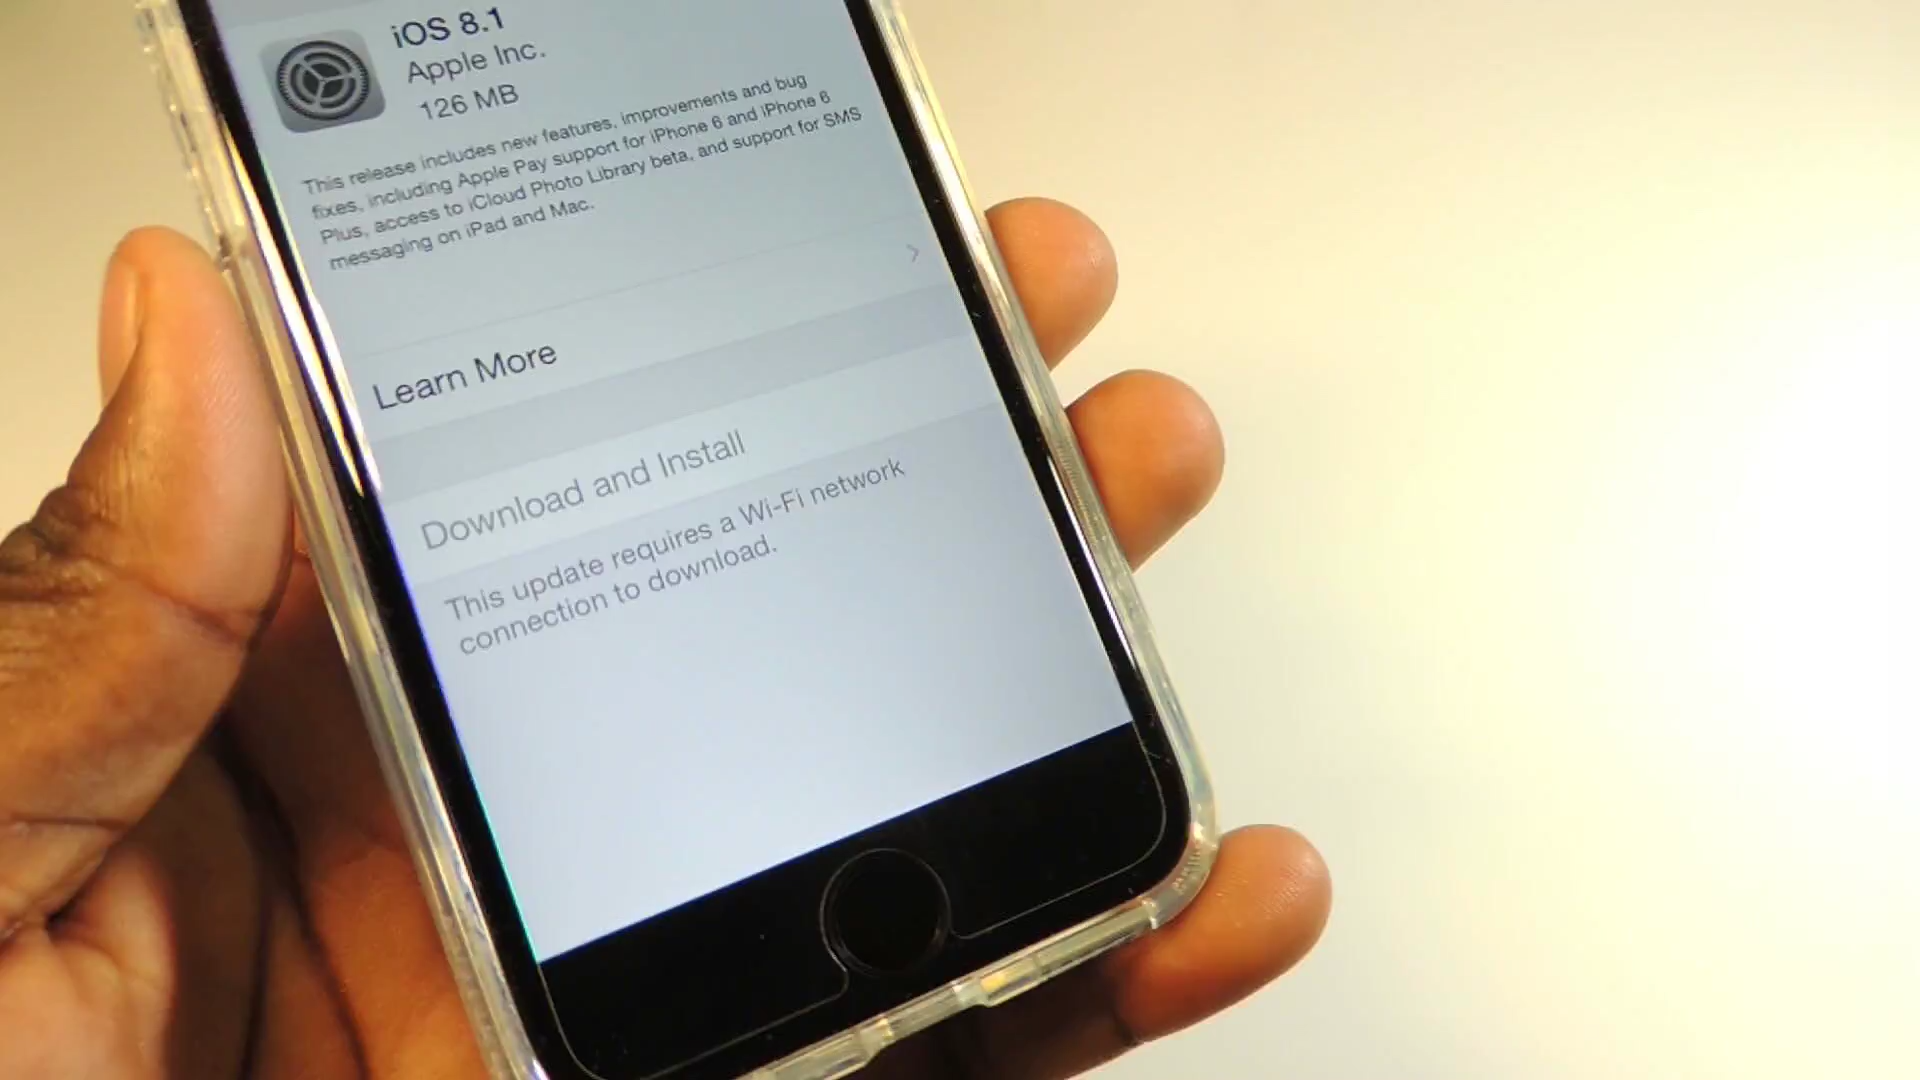 iOS 8.1
Apple Inc.
126 MB
This release includes new features, improvements and bug
fixes, including Apple Pay support for iPhone 6 and iPhone 6
Plus, access to iCloud Photo Library beta, and support for SMS
messaging on iPad and Mac.
Learn More
Download and Install
This update requires a Wi-Fi network
connection to download.